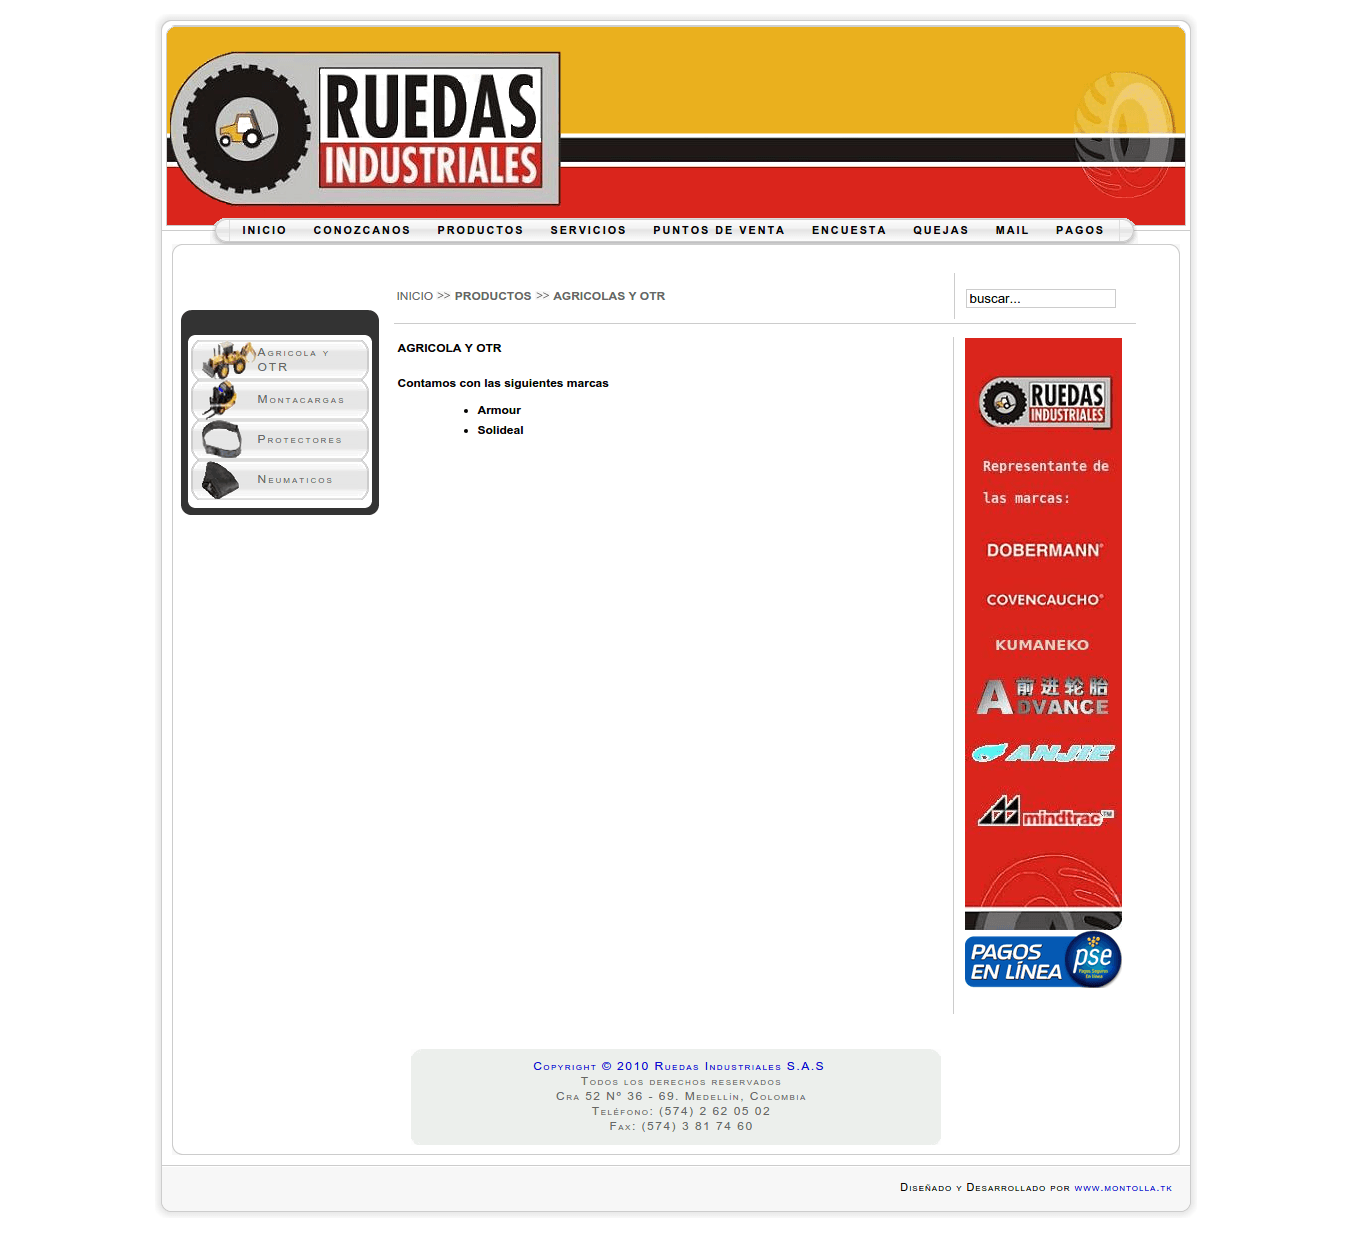 RUEDAS
INDUSTRIALES
INICIO CONOZCANOS PRODUCTOS SERVICIOS PUNTOS DE VENTA ENCUESTA QUEJAS MAIL PAGOS
INICIO >> PRODUCTOS >> AGRICOLAS Y OTR
buscar...
Agricola y
OTR
Montacargas
Protectores
Neumaticos
AGRICOLA Y OTR
Contamos con las siguientes marcas
• Armour
• Solideal
RUEDAS
INDUSTRIALES
Representante de
las marcas:
DOBERMANN®
COVENCAUCHO®
KUMANEKO
前进轮胎
ADVANCE
ANJIE
mindtrac™
PAGOS
EN LÍNEA
pse
Pagos Seguros
En línea
Copyright © 2010 Ruedas Industriales S.A.S
Todos los derechos reservados
Cra 52 Nº 36 - 69. Medellín, Colombia
Teléfono: (574) 2 62 05 02
Fax: (574) 3 81 74 60
Diseñado y Desarrollado por www.montolla.tk